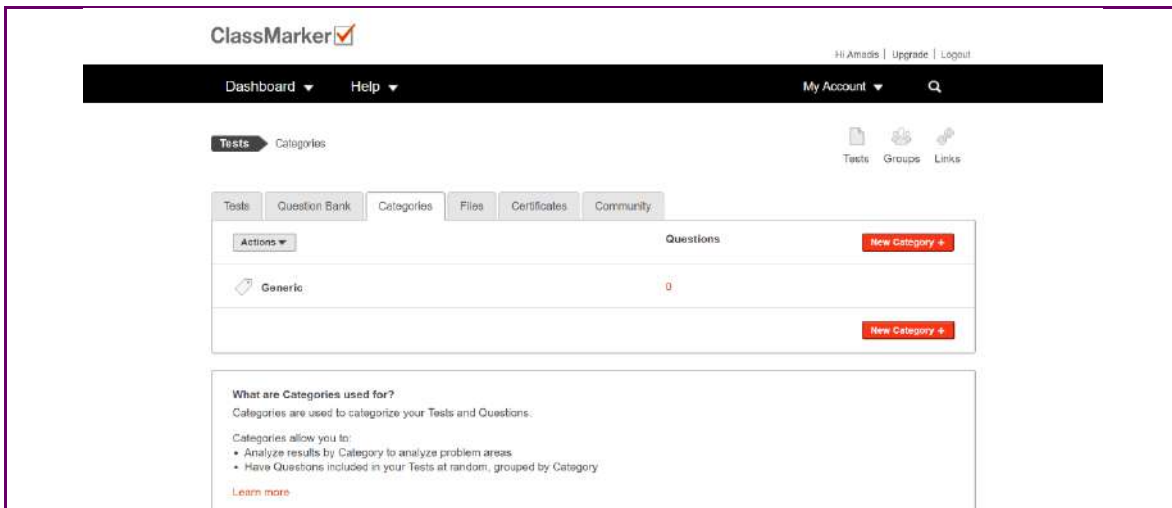 ClassMarker
Hi Amadis | Upgrade | Logout
Dashboard Help My Account
Tests Categories
Tests Groups Links
Tests Question Bank Categories Files Certificates Community
Actions Questions New Category +
Generic 0
New Category +
What are Categories used for?
Categories are used to categorize your Tests and Questions.
Categories allow you to:
• Analyze results by Category to analyze problem areas
• Have Questions included in your Tests at random, grouped by Category
Learn more